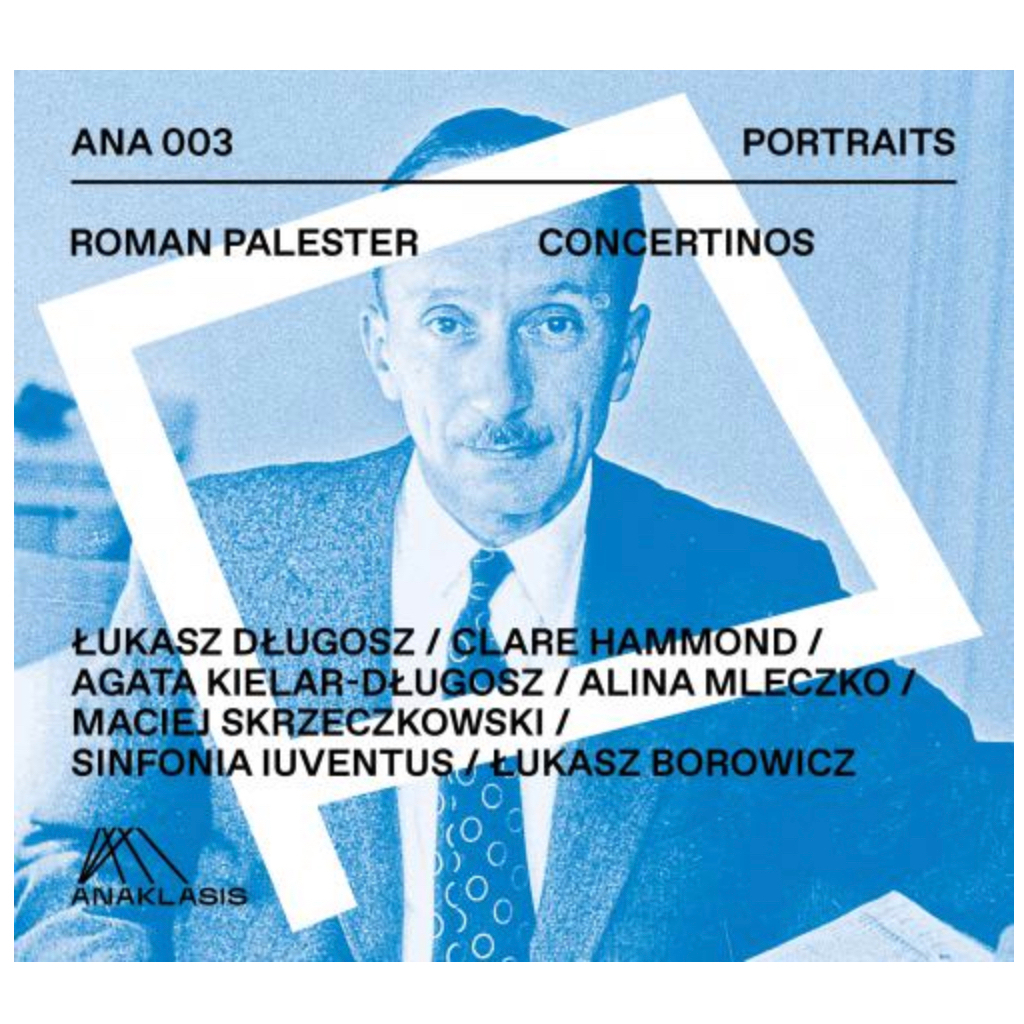 ANA 003 PORTRAITS
ROMAN PALESTER CONCERTINOS
ŁUKASZ DŁUGOSZ / CLARE HAMMOND /
AGATA KIELAR-DŁUGOSZ / ALINA MLECZKO /
MACIEJ SKRZECZKOWSKI /
SINFONIA IUVENTUS / ŁUKASZ BOROWICZ
ANAKLASIS